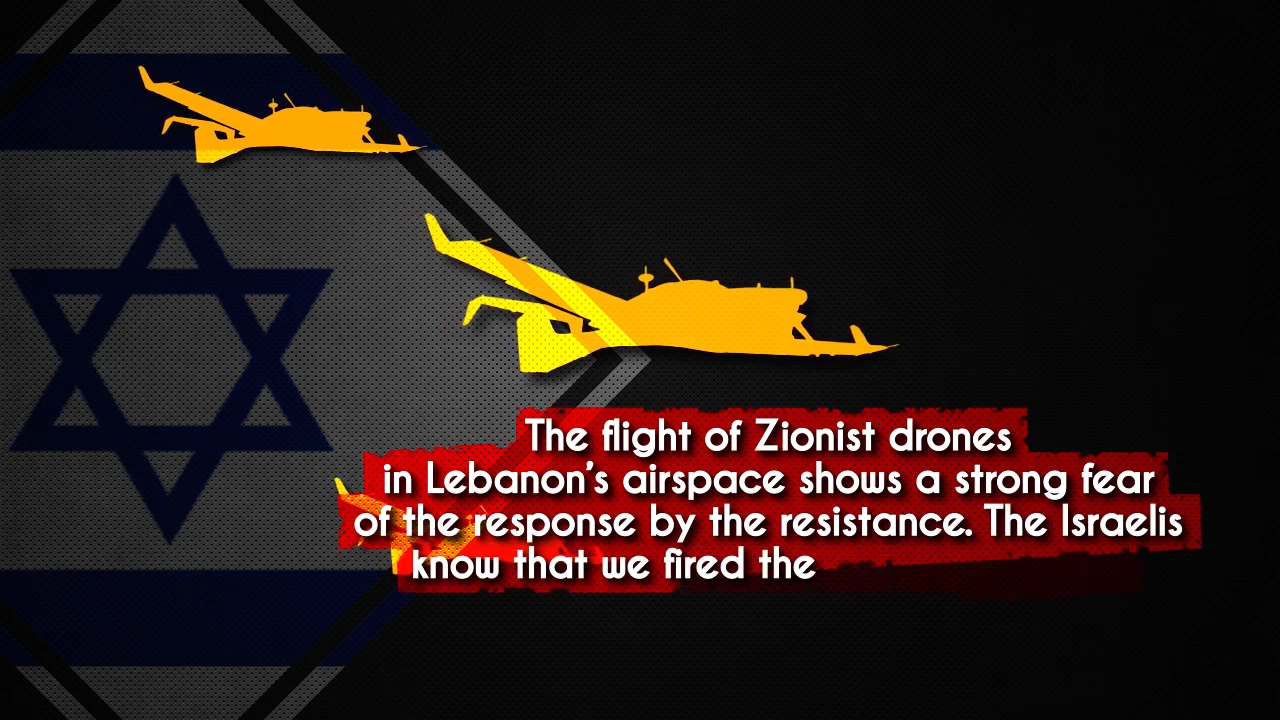 The flight of Zionist drones
in Lebanon's airspace shows a strong fear
of the response by the resistance. The Israelis
know that we fired the